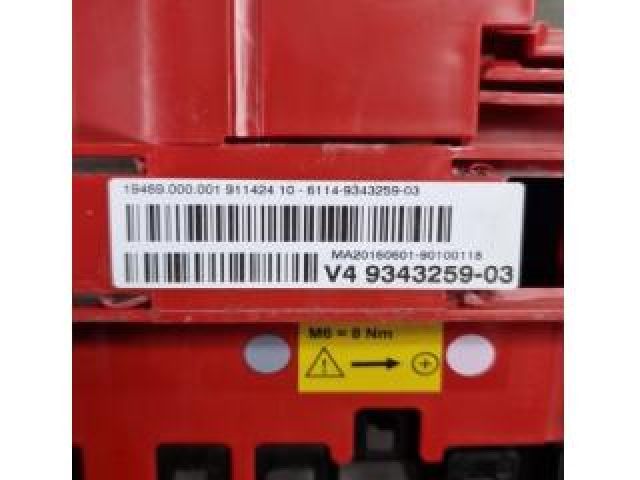 19469.000.001 911424 10 - 6114-9343259-03
MA20160601-90100118
V4 9343259-03
M6 = 8 Nm